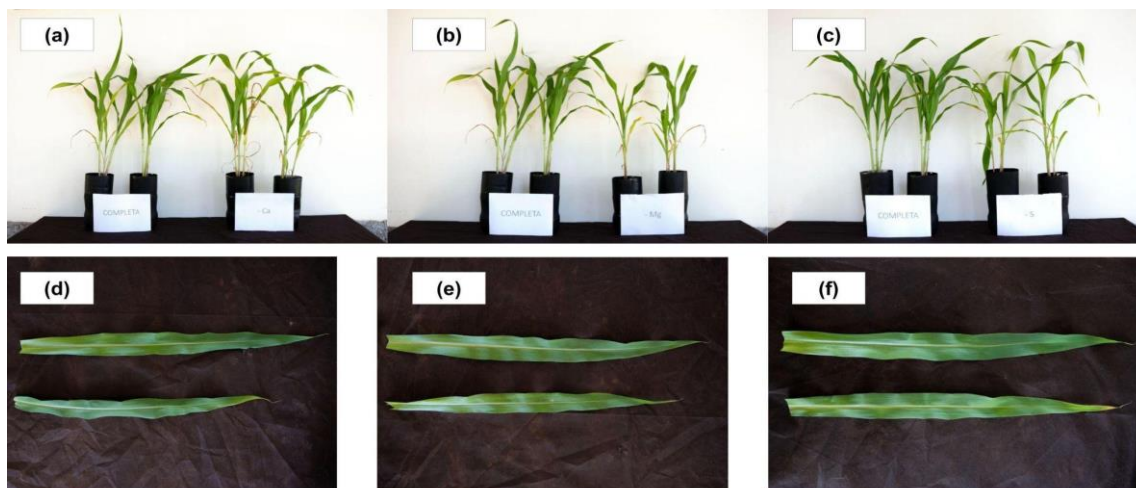 (a)
COMPLETA
- Ca
(b)
COMPLETA
- Mg
(c)
COMPLETA
- S
(d)
(e)
(f)